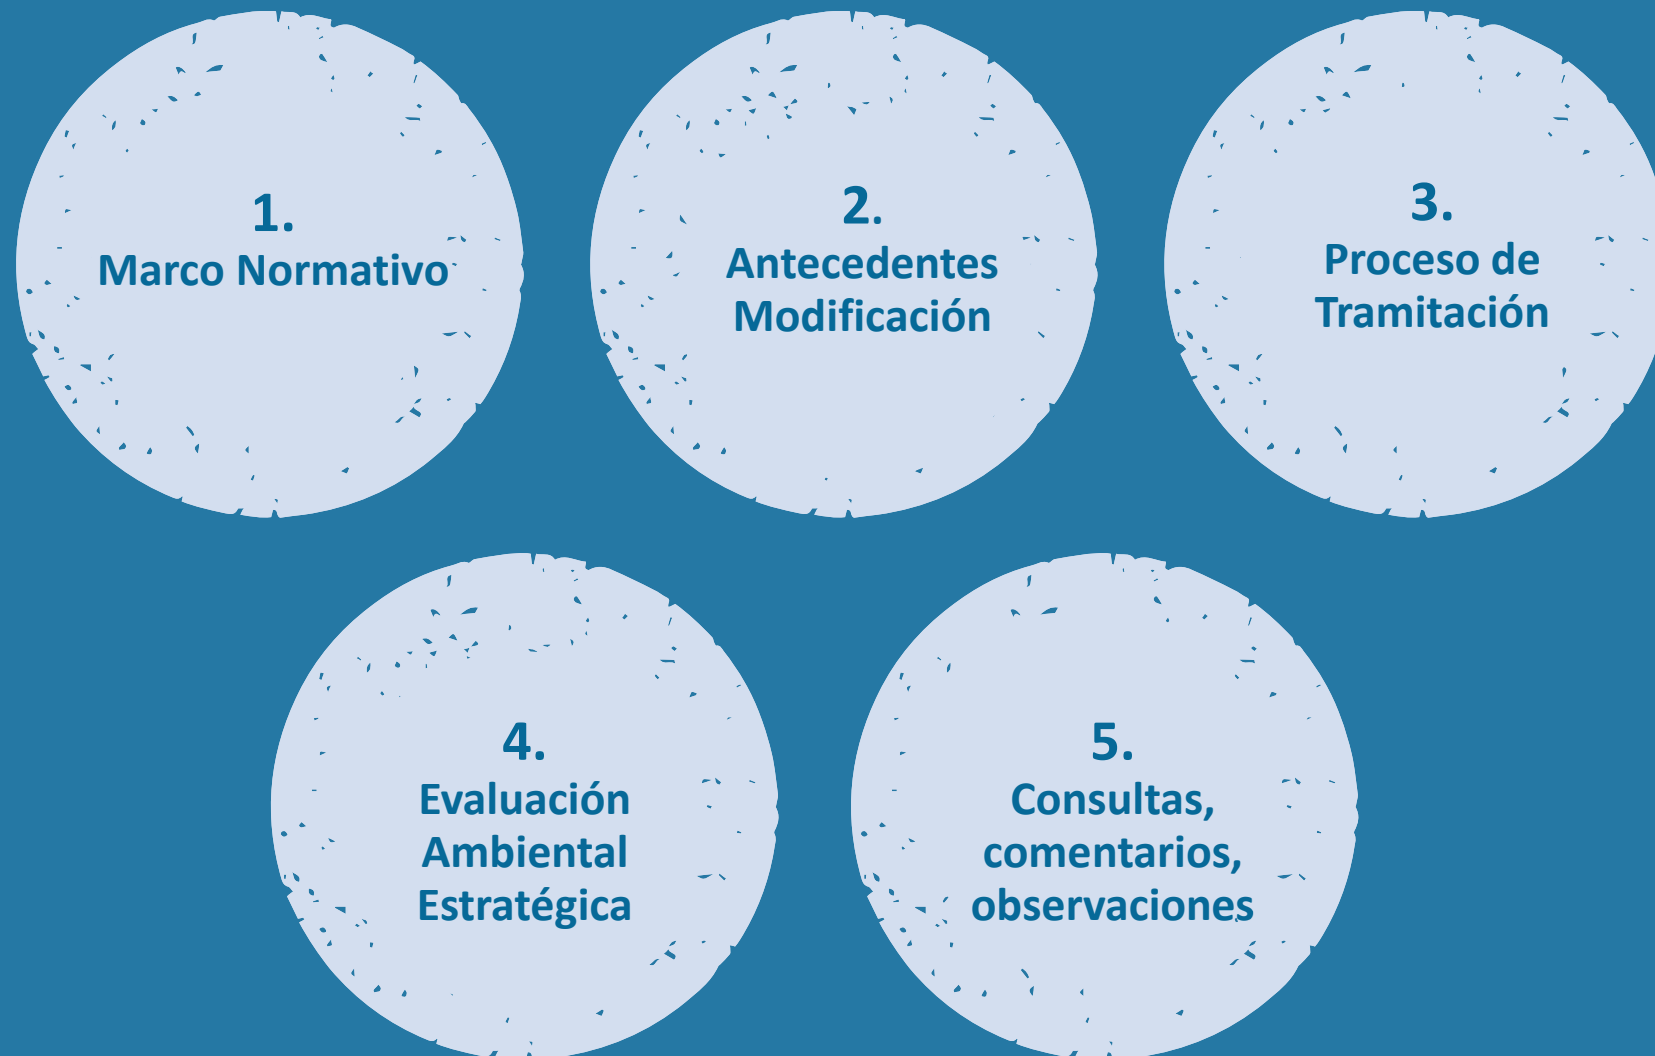 1.
Marco Normativo
2.
Antecedentes
Modificación
3.
Proceso de
Tramitación
4.
Evaluación
Ambiental
Estratégica
5.
Consultas,
comentarios,
observaciones